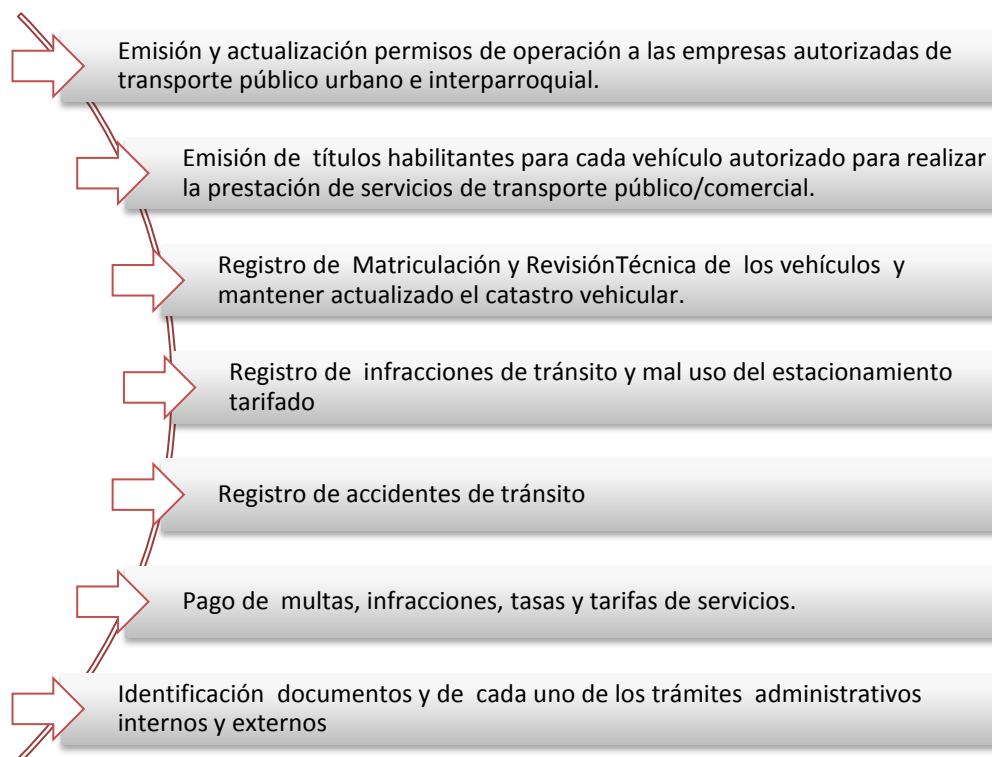 Emisión y actualización permisos de operación a las empresas autorizadas de
transporte público urbano e interparroquial.
Emisión de títulos habilitantes para cada vehículo autorizado para realizar
la prestación de servicios de transporte público/comercial.
Registro de Matriculación y RevisiónTécnica de los vehículos y
mantener actualizado el catastro vehicular.
Registro de infracciones de tránsito y mal uso del estacionamiento
tarifado
Registro de accidentes de tránsito
Pago de multas, infracciones, tasas y tarifas de servicios.
Identificación documentos y de cada uno de los trámites administrativos
internos y externos